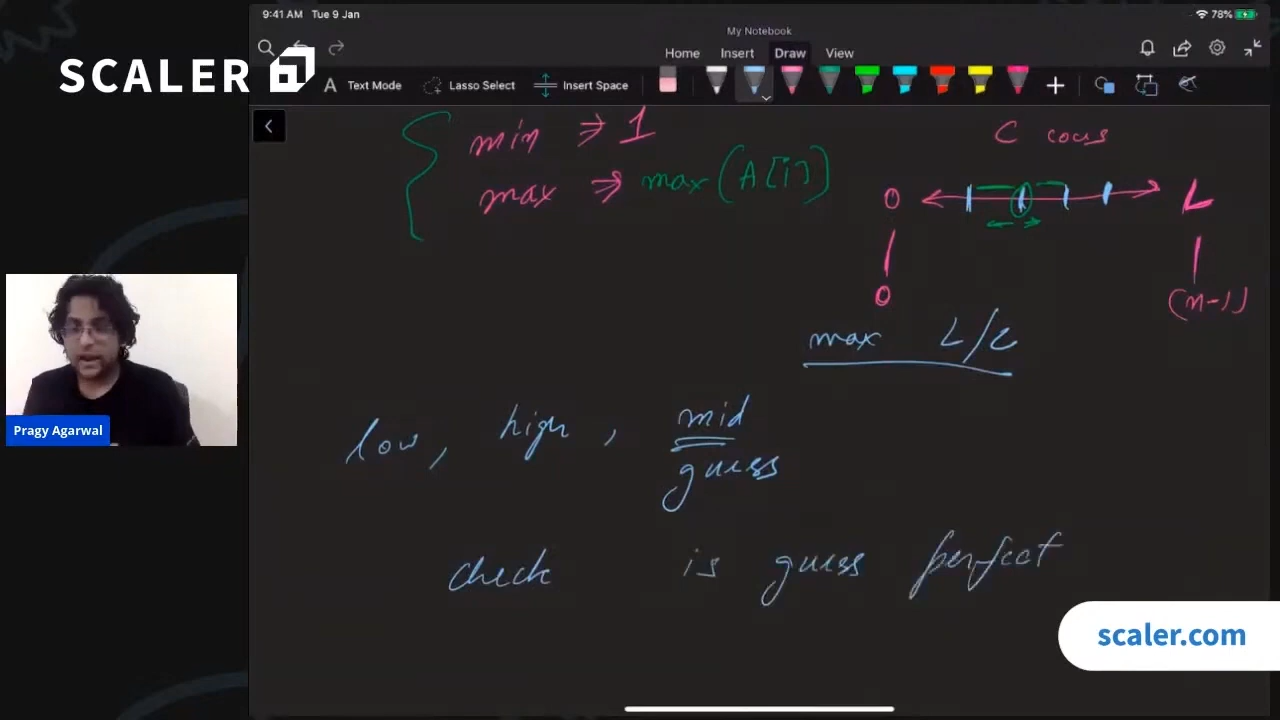 9:41 AM Tue 9 Jan
78%
My Notebook
SCALER
Home Insert Draw View
A Text Mode Lasso Select Insert Space
min ⇒ 1
C cows
max ⇒ max (A[i])
0 L
0 (n-1)
max L/c
Pragy Agarwal
low, high, mid
guess
check is guess perfect
scaler.com